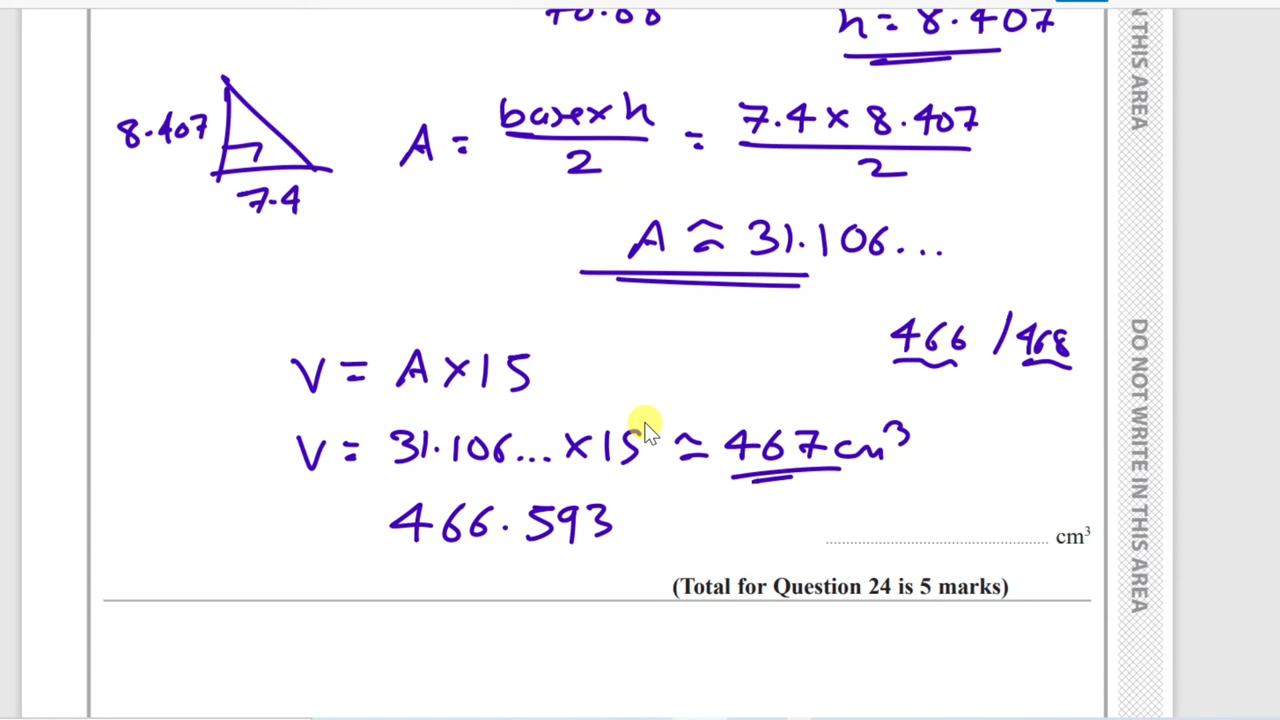 h = 8.407
8.407
7.4
A = base x h / 2 = 7.4 x 8.407 / 2
A ≈ 31.106...
466 / 468
V = A x 15
V = 31.106... x 15 ≈ 467 cm³
466.593
cm³
(Total for Question 24 is 5 marks)
N THIS AREA
DO NOT WRITE IN THIS AREA